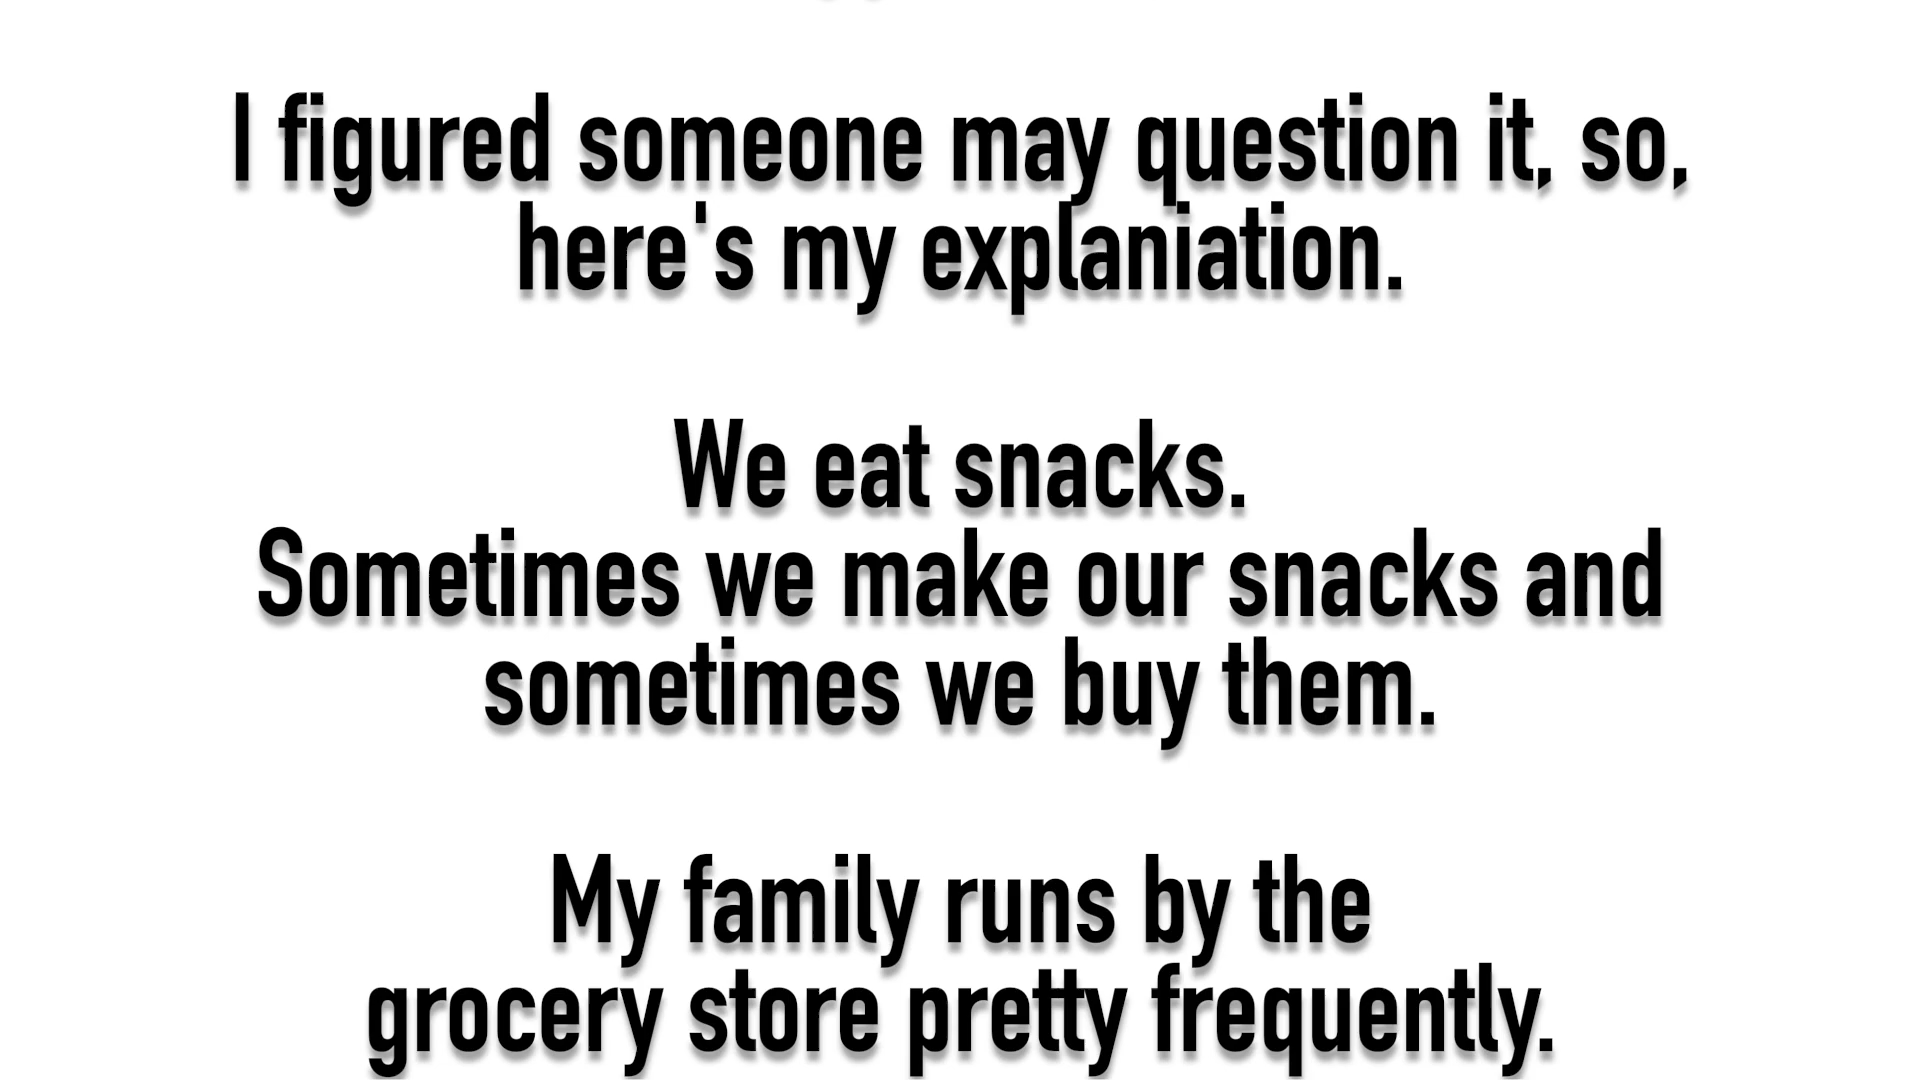 I figured someone may question it, so,
here's my explaniation.
We eat snacks.
Sometimes we make our snacks and
sometimes we buy them.
My family runs by the
grocery store pretty frequently.